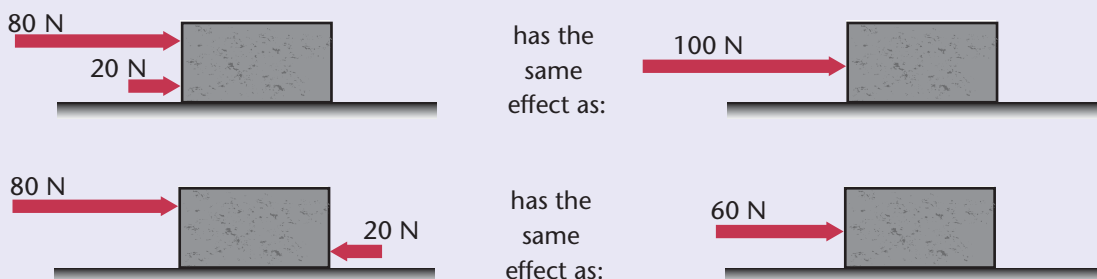 80 N
20 N
has the
same
effect as:
100 N
80 N
20 N
has the
same
effect as:
60 N